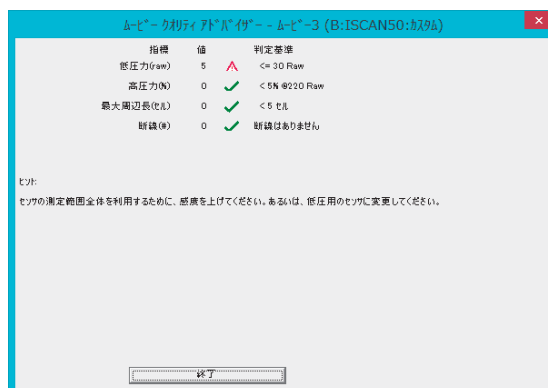 ムービー クオリティ アドバイザー - ムービー3 (B:ISCAN50:カスタム)
指標 値 判定基準
低圧力(raw) 5 <= 30 Raw
高圧力(%) 0 < 5% @220 Raw
最大周辺長(セル) 0 < 5 セル
断線(#) 0 断線はありません
ヒント:
センサの測定範囲全体を利用するために、感度を上げてください。あるいは、低圧用のセンサに変更してください。
終了